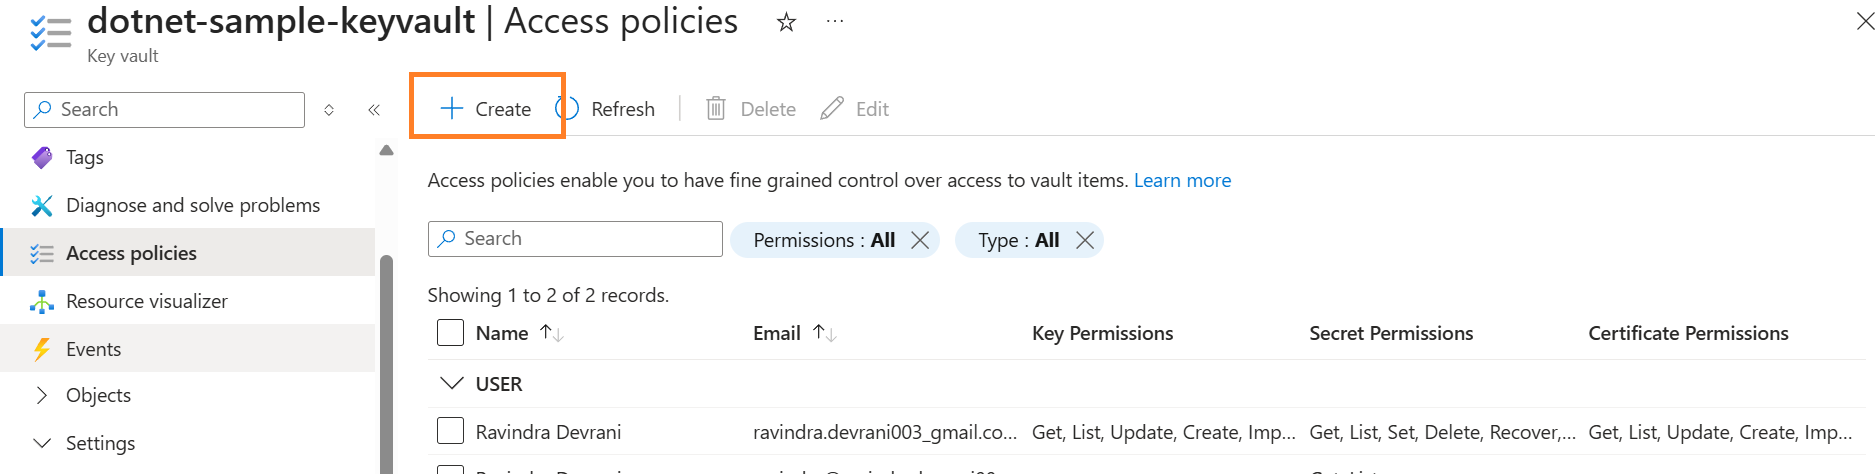 dotnet-sample-keyvault | Access policies
Key vault
Search
Create
Refresh
Delete
Edit
Tags
Diagnose and solve problems
Access policies
Resource visualizer
Events
Objects
Settings
Access policies enable you to have fine grained control over access to vault items. Learn more
Search
Permissions : All
Type : All
Showing 1 to 2 of 2 records.
Name Email Key Permissions Secret Permissions Certificate Permissions
USER
Ravindra Devrani ravindra.devrani003_gmail.co... Get, List, Update, Create, Imp... Get, List, Set, Delete, Recover,... Get, List, Update, Create, Imp...